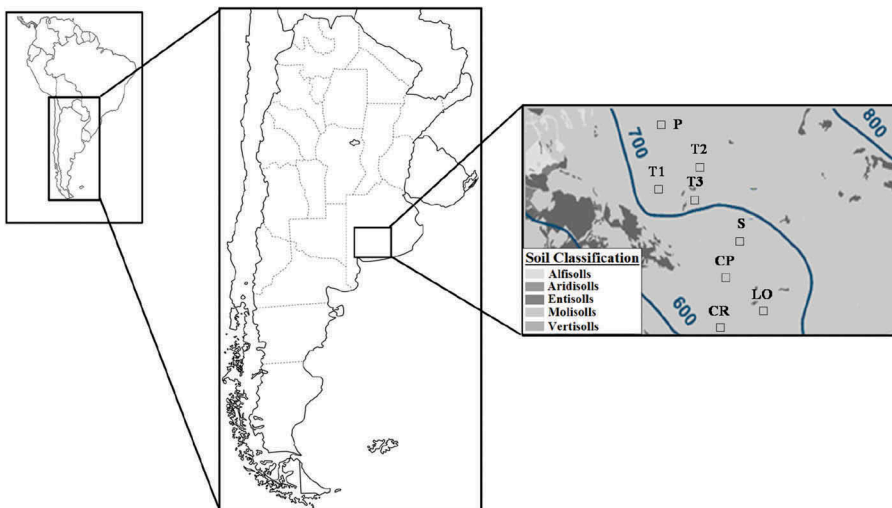 700
800
P
T2
T1
T3
S
CP
LO
600
CR
Soil Classification
Alfisolls
Aridisolls
Entisolls
Molisolls
Vertisolls